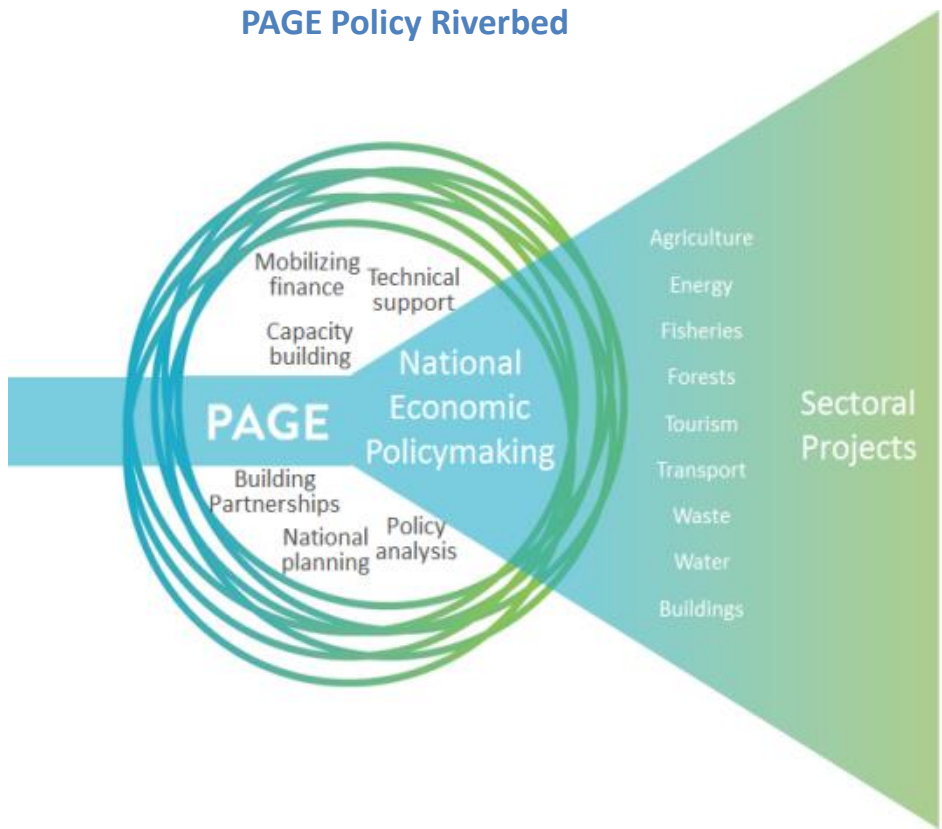 PAGE Policy Riverbed
Mobilizing
finance
Technical
support
Capacity
building
PAGE
National
Economic
Policymaking
Building
Partnerships
National
planning
Policy
analysis
Agriculture
Energy
Fisheries
Forests
Tourism
Transport
Waste
Water
Buildings
Sectoral
Projects